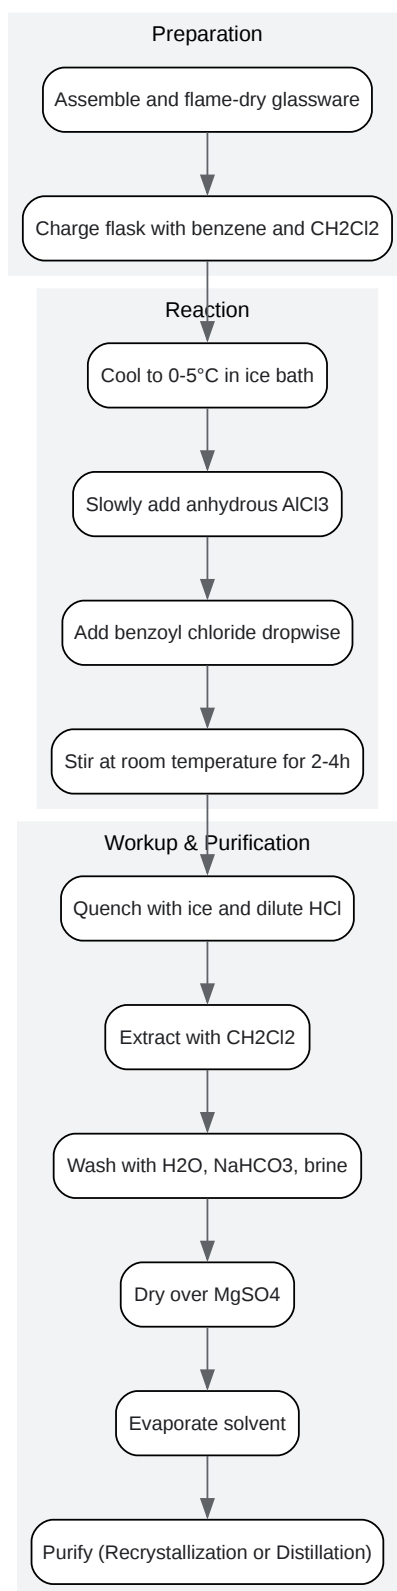 Preparation
Assemble and flame-dry glassware
Charge flask with benzene and CH2Cl2
Reaction
Cool to 0-5°C in ice bath
Slowly add anhydrous AlCl3
Add benzoyl chloride dropwise
Stir at room temperature for 2-4h
Workup & Purification
Quench with ice and dilute HCl
Extract with CH2Cl2
Wash with H2O, NaHCO3, brine
Dry over MgSO4
Evaporate solvent
Purify (Recrystallization or Distillation)